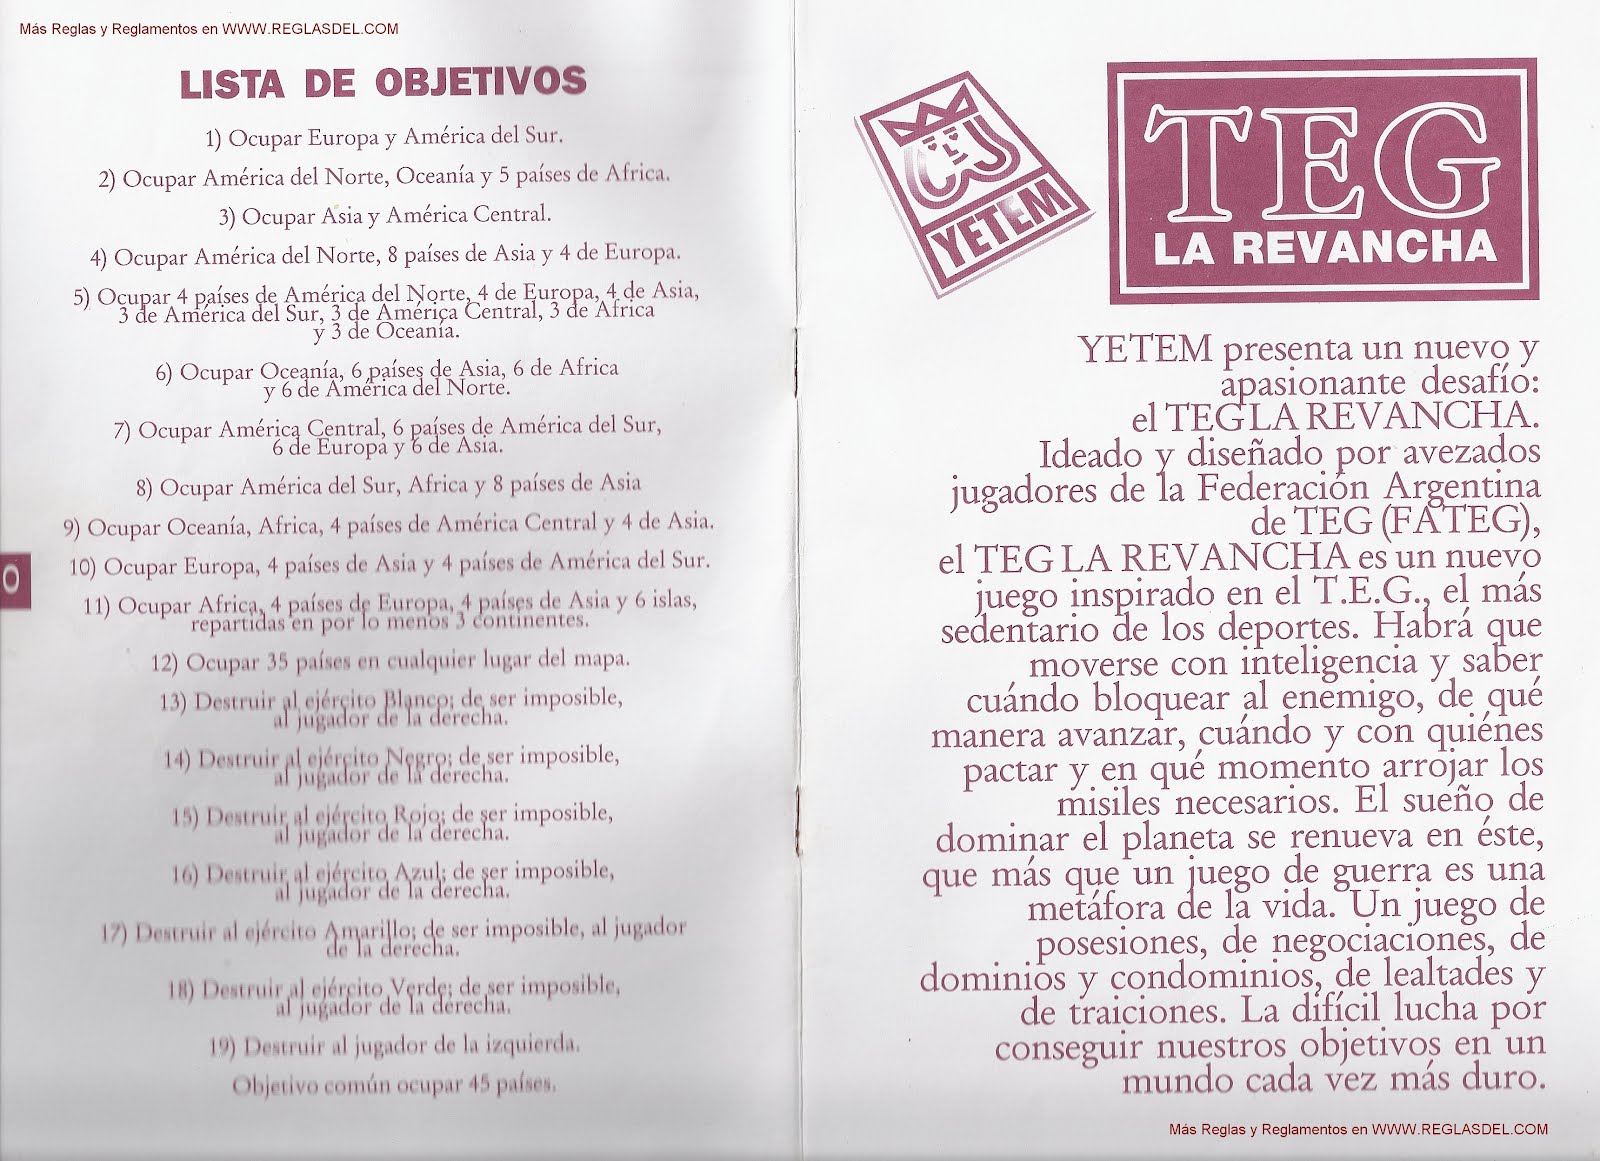 Más Reglas y Reglamentos en WWW.REGLASDEL.COM
LISTA DE OBJETIVOS
1) Ocupar Europa y América del Sur.
2) Ocupar América del Norte, Oceanía y 5 países de Africa.
3) Ocupar Asia y América Central.
4) Ocupar América del Norte, 8 países de Asia y 4 de Europa.
5) Ocupar 4 países de América del Norte, 4 de Europa, 4 de Asia,
3 de América del Sur, 3 de América Central, 3 de Africa
y 3 de Oceanía.
6) Ocupar Oceanía, 6 países de Asia, 6 de Africa
y 6 de América del Norte.
7) Ocupar América Central, 6 países de América del Sur,
6 de Europa y 6 de Asia.
8) Ocupar América del Sur, Africa y 8 países de Asia
9) Ocupar Oceanía, Africa, 4 países de América Central y 4 de Asia.
10) Ocupar Europa, 4 países de Asia y 4 países de América del Sur.
11) Ocupar Africa, 4 países de Europa, 4 países de Asia y 6 islas,
repartidas en por lo menos 3 continentes.
12) Ocupar 35 países en cualquier lugar del mapa.
13) Destruir al ejército Blanco; de ser imposible,
al jugador de la derecha.
14) Destruir al ejército Negro; de ser imposible,
al jugador de la derecha.
15) Destruir al ejército Rojo; de ser imposible,
al jugador de la derecha.
16) Destruir al ejército Azul; de ser imposible,
al jugador de la derecha.
17) Destruir al ejército Amarillo; de ser imposible, al jugador
de la derecha.
18) Destruir al ejército Verde; de ser imposible,
al jugador de la derecha.
19) Destruir al jugador de la izquierda.
Objetivo común ocupar 45 países.
0
YETEM
TEG
LA REVANCHA
YETEM presenta un nuevo y
apasionante desafío:
el TEG LA REVANCHA.
Ideado y diseñado por avezados
jugadores de la Federación Argentina
de TEG (FATEG),
el TEG LA REVANCHA es un nuevo
juego inspirado en el T.E.G., el más
sedentario de los deportes. Habrá que
moverse con inteligencia y saber
cuándo bloquear al enemigo, de qué
manera avanzar, cuándo y con quiénes
pactar y en qué momento arrojar los
misiles necesarios. El sueño de
dominar el planeta se renueva en éste,
que más que un juego de guerra es una
metáfora de la vida. Un juego de
posesiones, de negociaciones, de
dominios y condominios, de lealtades y
de traiciones. La difícil lucha por
conseguir nuestros objetivos en un
mundo cada vez más duro.
Más Reglas y Reglamentos en WWW.REGLASDEL.COM